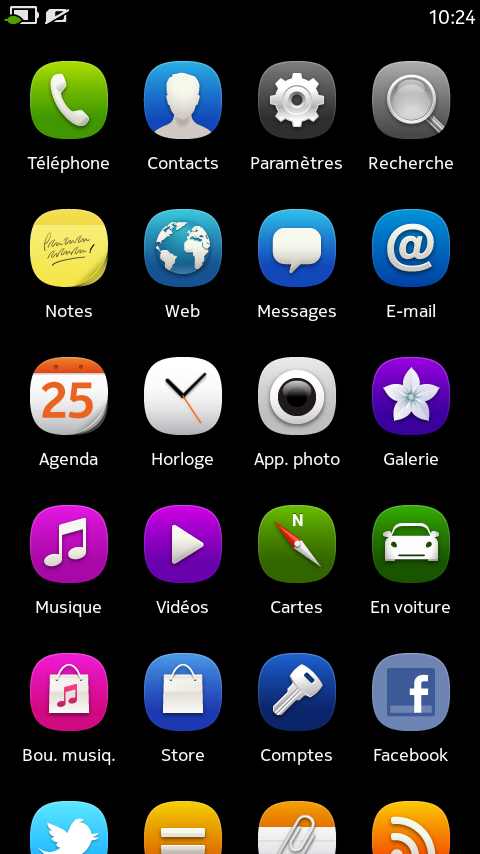 10:24
Téléphone Contacts Paramètres Recherche
Notes Web Messages E-mail
@
25
Agenda Horloge App. photo Galerie
N
Musique Vidéos Cartes En voiture
f
Bou. musiq. Store Comptes Facebook